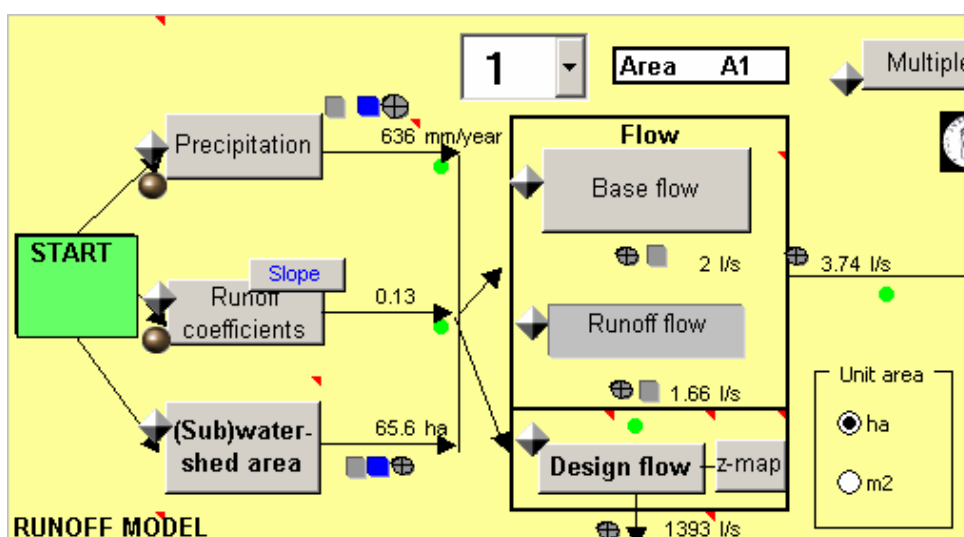 1
Area A1
Multiple
Precipitation
636 mm/year
Flow
Base flow
START
Slope
2 l/s
3.74 l/s
Runoff
coefficients
0.13
Runoff flow
1.66 l/s
Unit area
ha
m2
(Sub)water-
shed area
65.6 ha
Design flow
z-map
RUNOFF MODEL
1393 l/s